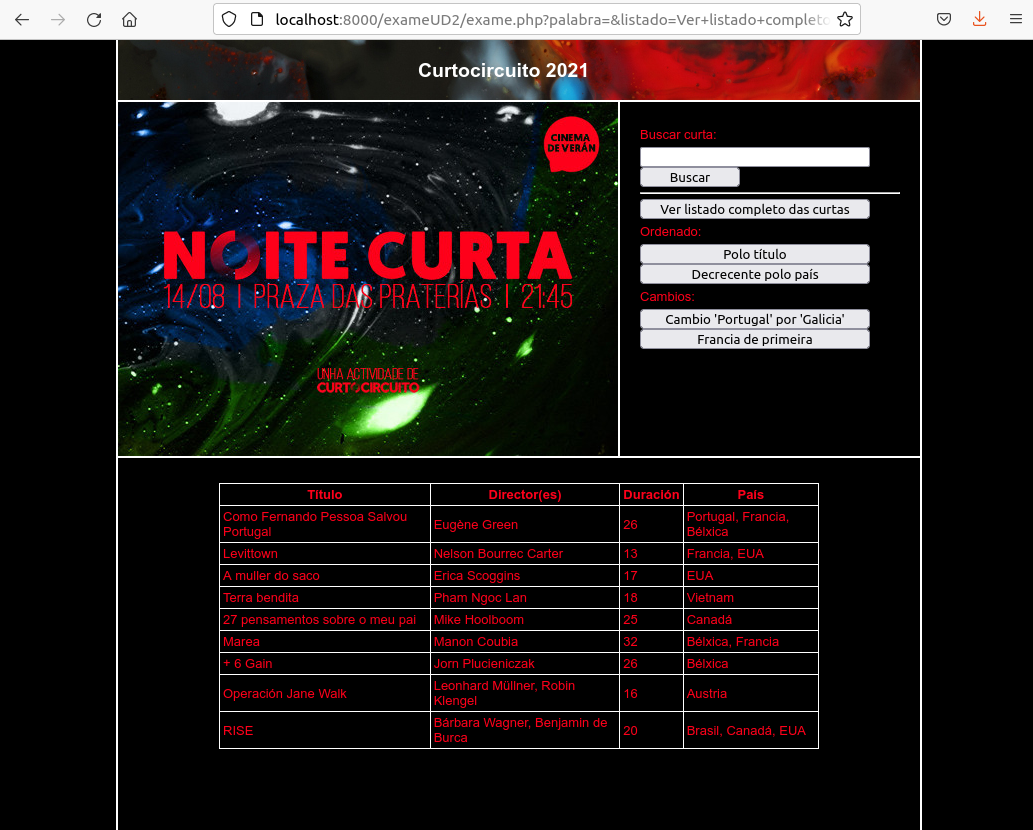 localhost:8000/exameUD2/exame.php?palabra=&listado=Ver+listado+completo
Curtocircuito 2021
CINEMA
DE VERÁN
NOITE CURTA
14/08 | PRAZA DAS PRATERÍAS | 21:45
UNHA ACTIVIDADE DE
CURTOCIRCUITO
Buscar curta:
Buscar
Ver listado completo das curtas
Ordenado:
Polo título
Decrecente polo país
Cambios:
Cambio 'Portugal' por 'Galicia'
Francia de primeira
Título Director(es) Duración País
Como Fernando Pessoa Salvou
Portugal Eugène Green 26 Portugal, Francia,
Bélxica
Levittown Nelson Bourrec Carter 13 Francia, EUA
A muller do saco Erica Scoggins 17 EUA
Terra bendita Pham Ngoc Lan 18 Vietnam
27 pensamentos sobre o meu pai Mike Hoolboom 25 Canadá
Marea Manon Coubia 32 Bélxica, Francia
+ 6 Gain Jorn Plucieniczak 26 Bélxica
Operación Jane Walk Leonhard Müllner, Robin
Klengel 16 Austria
RISE Bárbara Wagner, Benjamin de
Burca 20 Brasil, Canadá, EUA